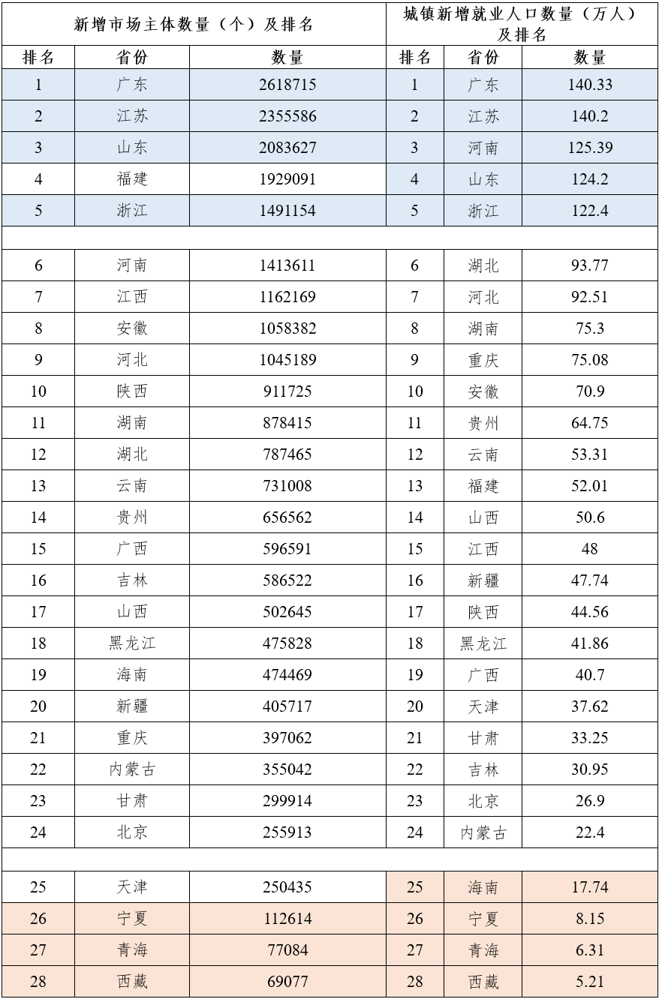 新增市场主体数量（个）及排名 城镇新增就业人口数量（万人）
及排名
排名 省份 数量 排名 省份 数量
1 广东 2618715 1 广东 140.33
2 江苏 2355586 2 江苏 140.2
3 山东 2083627 3 河南 125.39
4 福建 1929091 4 山东 124.2
5 浙江 1491154 5 浙江 122.4
6 河南 1413611 6 湖北 93.77
7 江西 1162169 7 河北 92.51
8 安徽 1058382 8 湖南 75.3
9 河北 1045189 9 重庆 75.08
10 陕西 911725 10 安徽 70.9
11 湖南 878415 11 贵州 64.75
12 湖北 787465 12 云南 53.31
13 云南 731008 13 福建 52.01
14 贵州 656562 14 山西 50.6
15 广西 596591 15 江西 48
16 吉林 586522 16 新疆 47.74
17 山西 502645 17 陕西 44.56
18 黑龙江 475828 18 黑龙江 41.86
19 海南 474469 19 广西 40.7
20 新疆 405717 20 天津 37.62
21 重庆 397062 21 甘肃 33.25
22 内蒙古 355042 22 吉林 30.95
23 甘肃 299914 23 北京 26.9
24 北京 255913 24 内蒙古 22.4
25 天津 250435 25 海南 17.74
26 宁夏 112614 26 宁夏 8.15
27 青海 77084 27 青海 6.31
28 西藏 69077 28 西藏 5.21